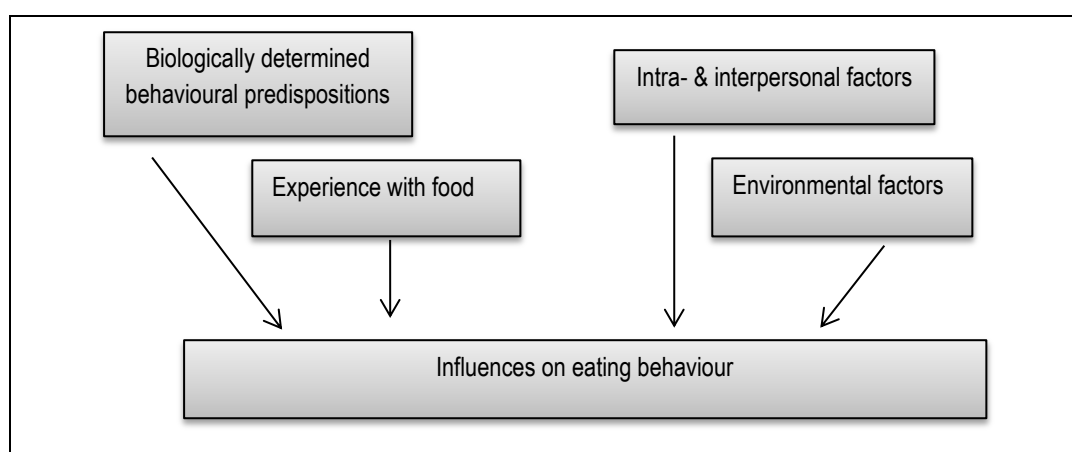 Biologically determined
behavioural predispositions
Intra- & interpersonal factors
Experience with food
Environmental factors
Influences on eating behaviour